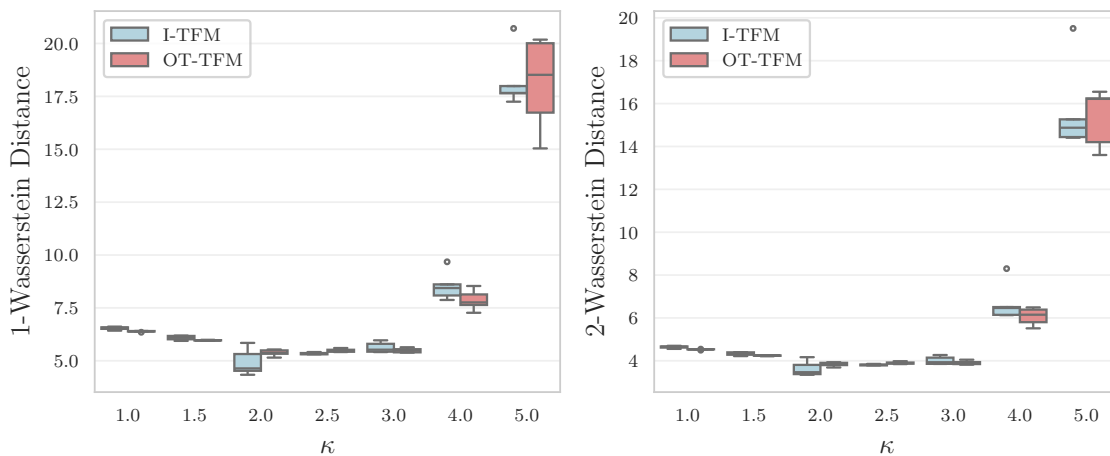 1-Wasserstein Distance
20.0
17.5
15.0
12.5
10.0
7.5
5.0
I-TFM
OT-TFM
1.0 1.5 2.0 2.5 3.0 4.0 5.0
κ
2-Wasserstein Distance
20
18
16
14
12
10
8
6
4
I-TFM
OT-TFM
1.0 1.5 2.0 2.5 3.0 4.0 5.0
κ